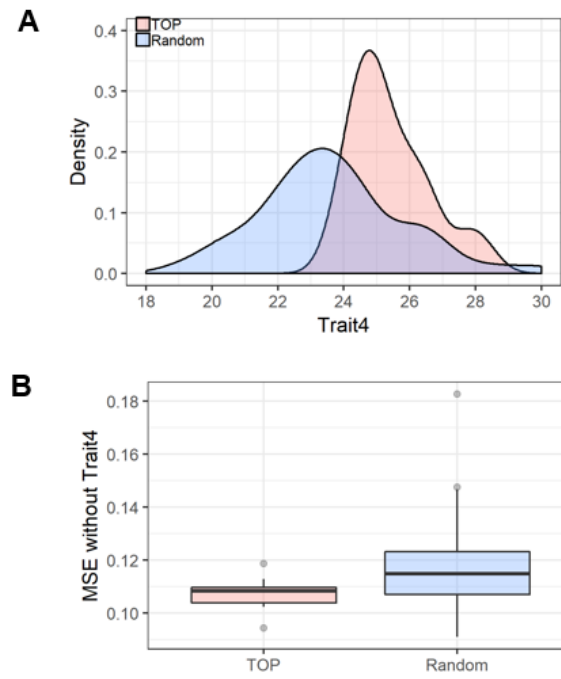 A
TOP
Random
0.4
0.3
0.2
0.1
0.0
Density
18 20 22 24 26 28 30
Trait4
B
0.18
0.16
0.14
0.12
0.10
MSE without Trait4
TOP Random